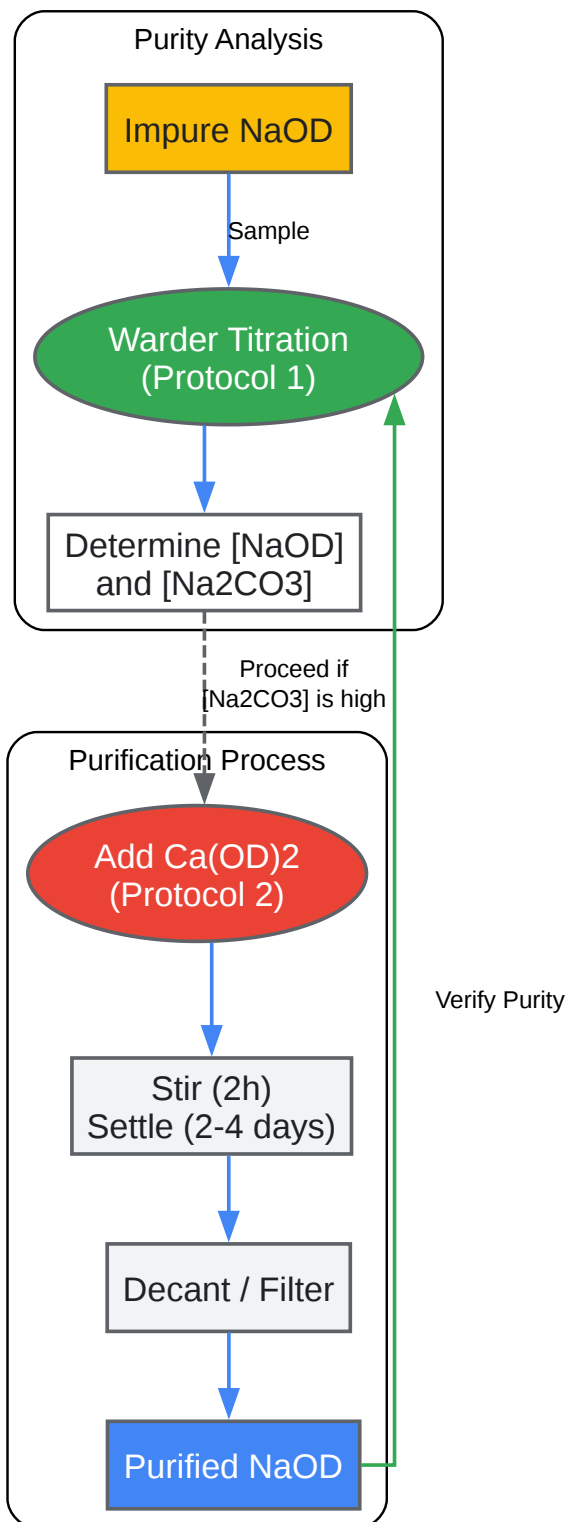 Purity Analysis
Impure NaOD
Sample
Warder Titration
(Protocol 1)
Determine [NaOD]
and [Na2CO3]
Proceed if
[Na2CO3] is high
Purification Process
Add Ca(OD)2
(Protocol 2)
Verify Purity
Stir (2h)
Settle (2-4 days)
Decant / Filter
Purified NaOD